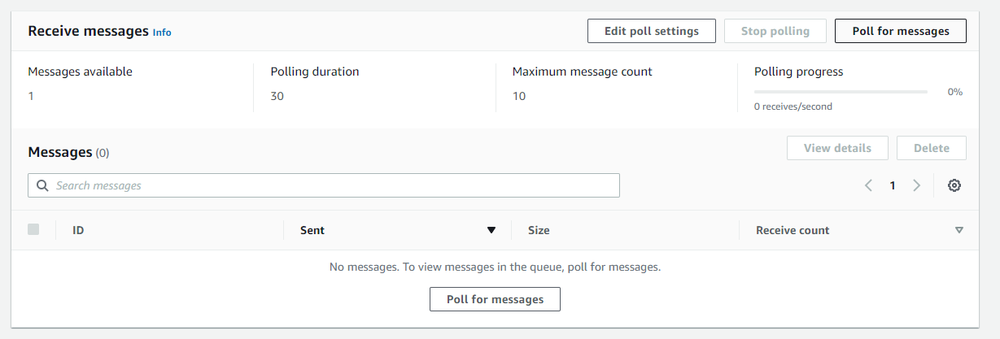 Receive messages Info
Edit poll settings
Stop polling
Poll for messages
Messages available
1
Polling duration
30
Maximum message count
10
Polling progress
0%
0 receives/second
Messages (0)
View details
Delete
Search messages
1
ID
Sent
Size
Receive count
No messages. To view messages in the queue, poll for messages.
Poll for messages